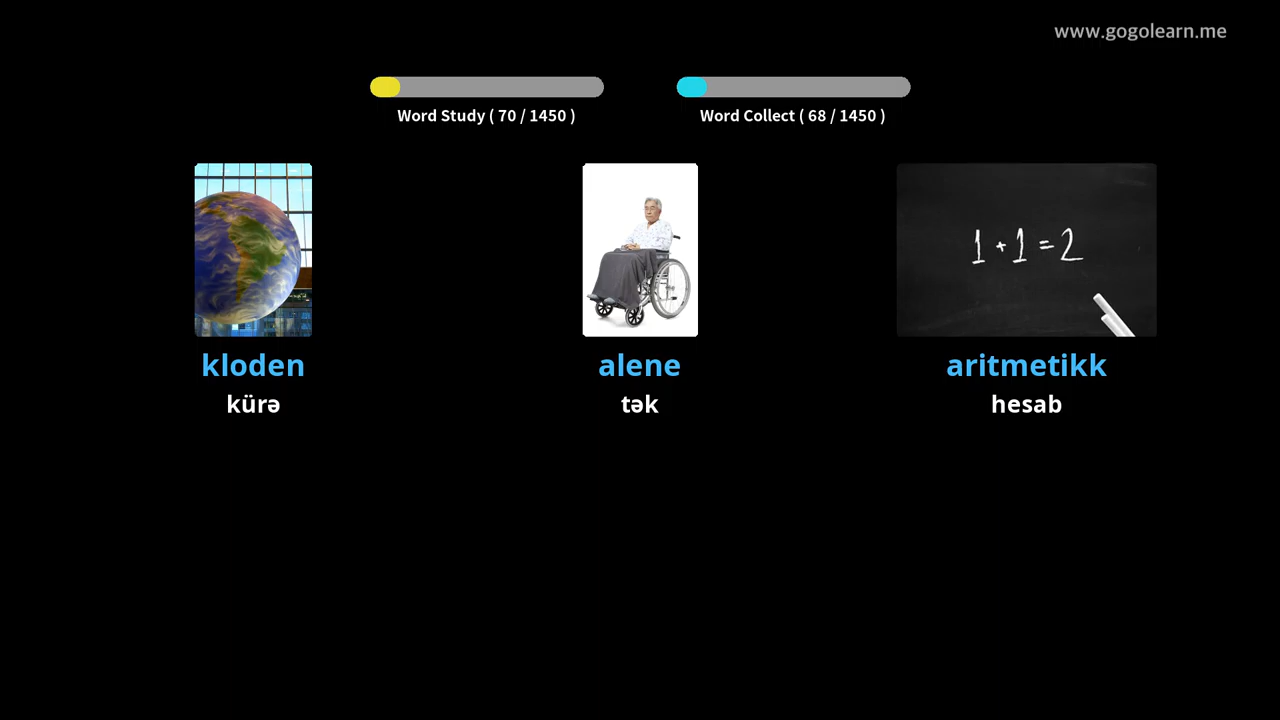 www.gogolearn.me
Word Study ( 70 / 1450 )
Word Collect ( 68 / 1450 )
1 + 1 = 2
kloden
alene
aritmetikk
kürə
tək
hesab